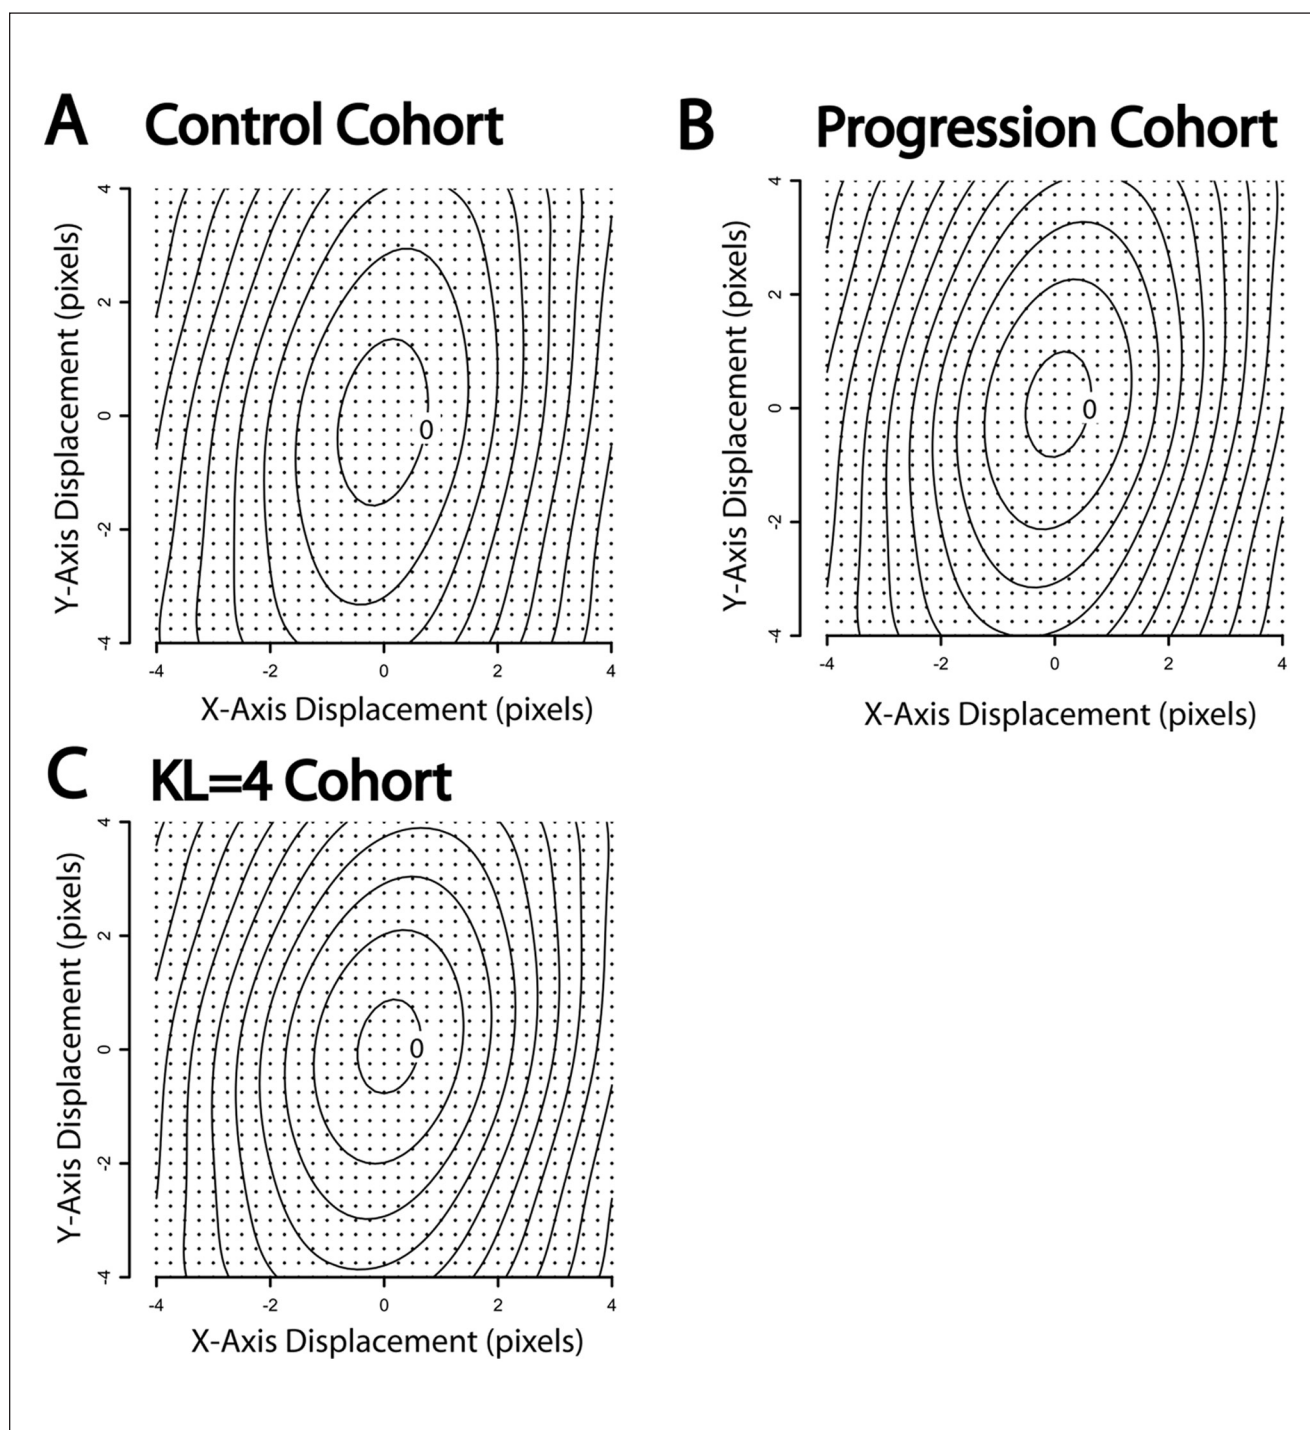 A Control Cohort
Y-Axis Displacement (pixels)
4
2
0
-2
-4
0
-4 -2 0 2 4
X-Axis Displacement (pixels)
B Progression Cohort
Y-Axis Displacement (pixels)
4
2
0
-2
-4
0
-4 -2 0 2 4
X-Axis Displacement (pixels)
C KL=4 Cohort
Y-Axis Displacement (pixels)
4
2
0
-2
-4
0
-4 -2 0 2 4
X-Axis Displacement (pixels)